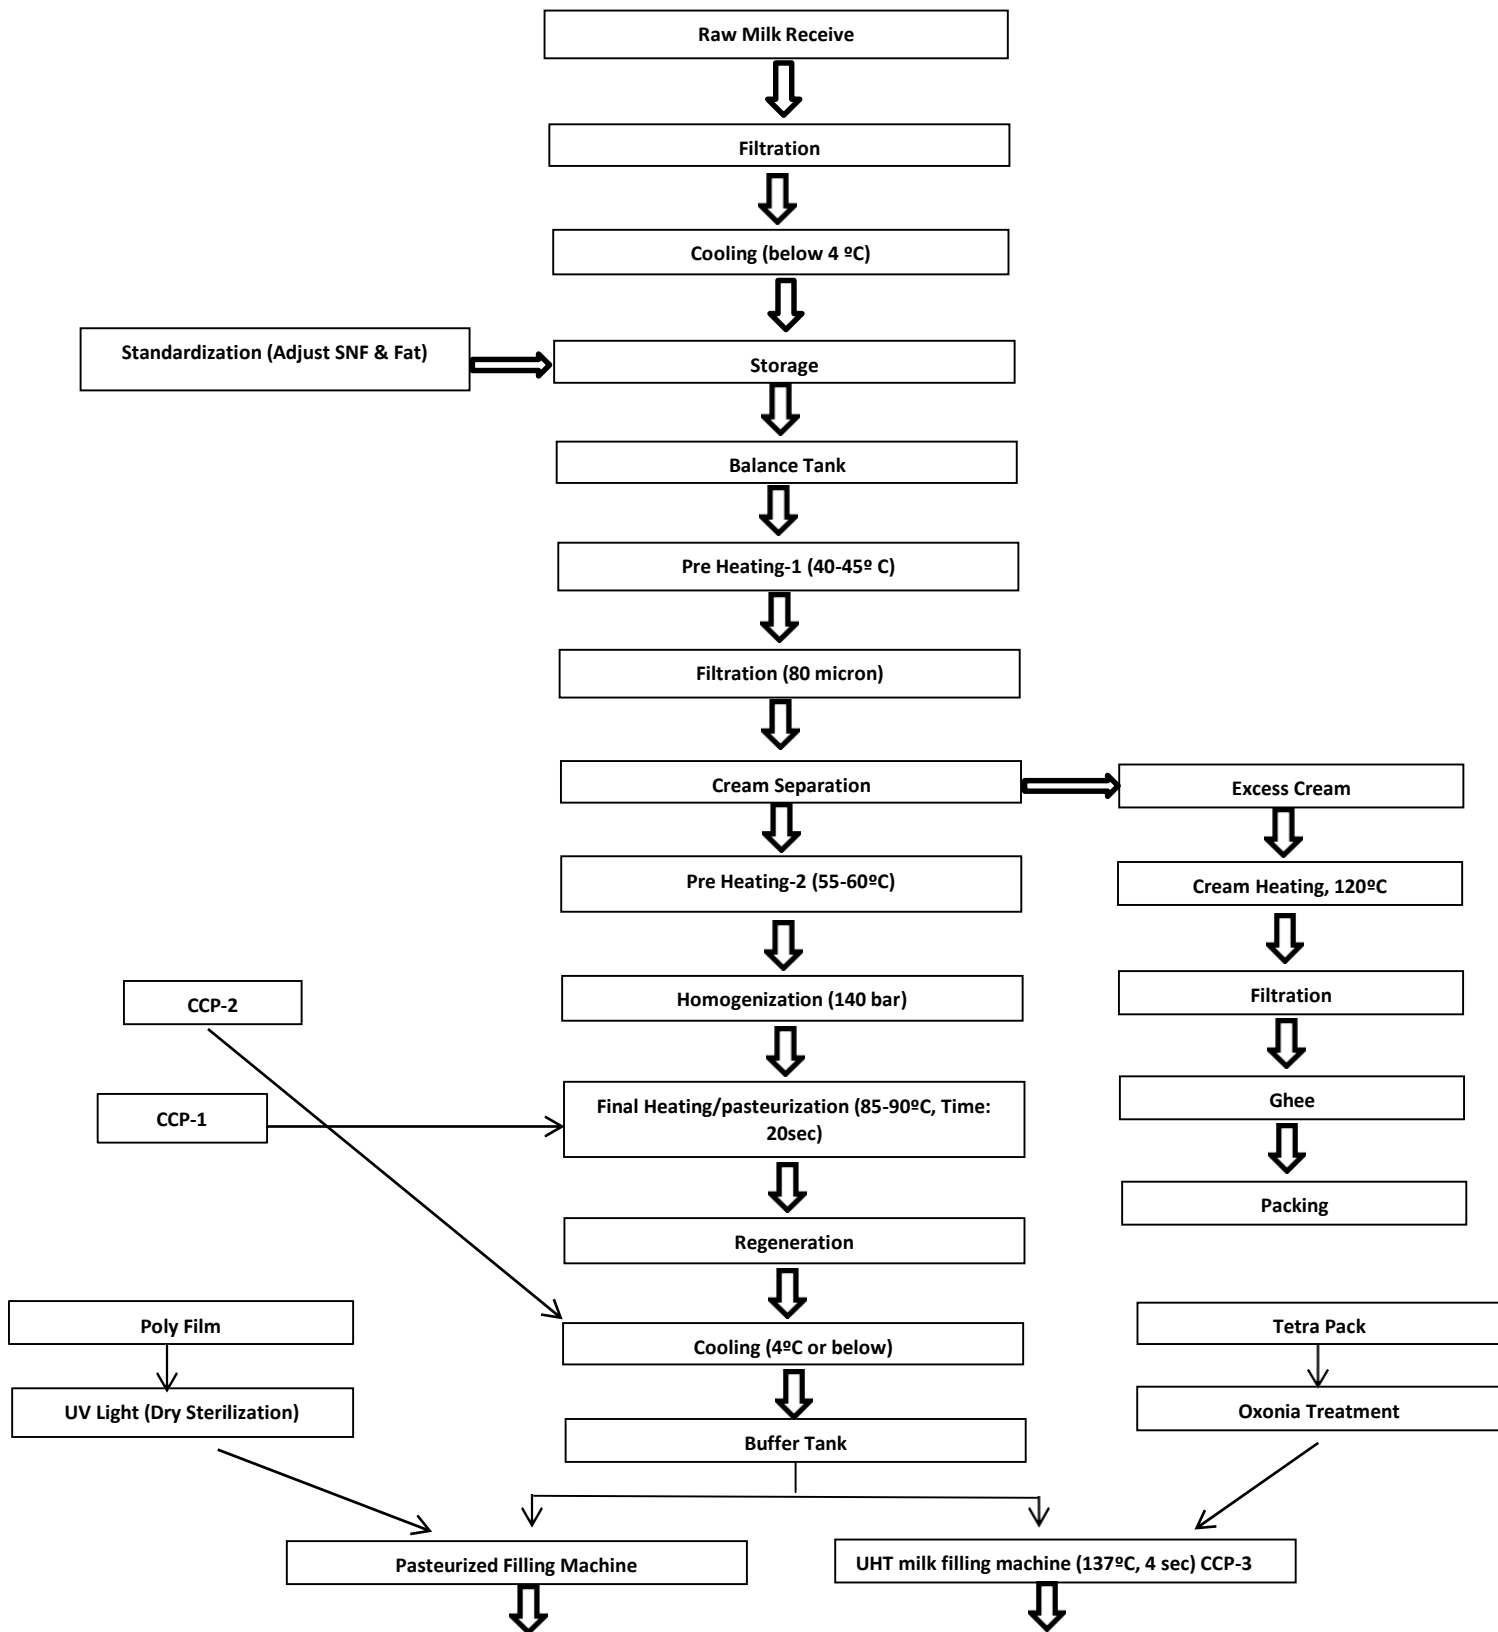 Raw Milk Receive
Filtration
Cooling (below 4 ºC)
Standardization (Adjust SNF & Fat)
Storage
Balance Tank
Pre Heating-1 (40-45º C)
Filtration (80 micron)
Cream Separation
Excess Cream
Pre Heating-2 (55-60ºC)
Cream Heating, 120ºC
CCP-2
Homogenization (140 bar)
Filtration
CCP-1
Final Heating/pasteurization (85-90ºC, Time:
20sec)
Ghee
Regeneration
Packing
Poly Film
Cooling (4ºC or below)
Tetra Pack
UV Light (Dry Sterilization)
Buffer Tank
Oxonia Treatment
Pasteurized Filling Machine
UHT milk filling machine (137ºC, 4 sec) CCP-3